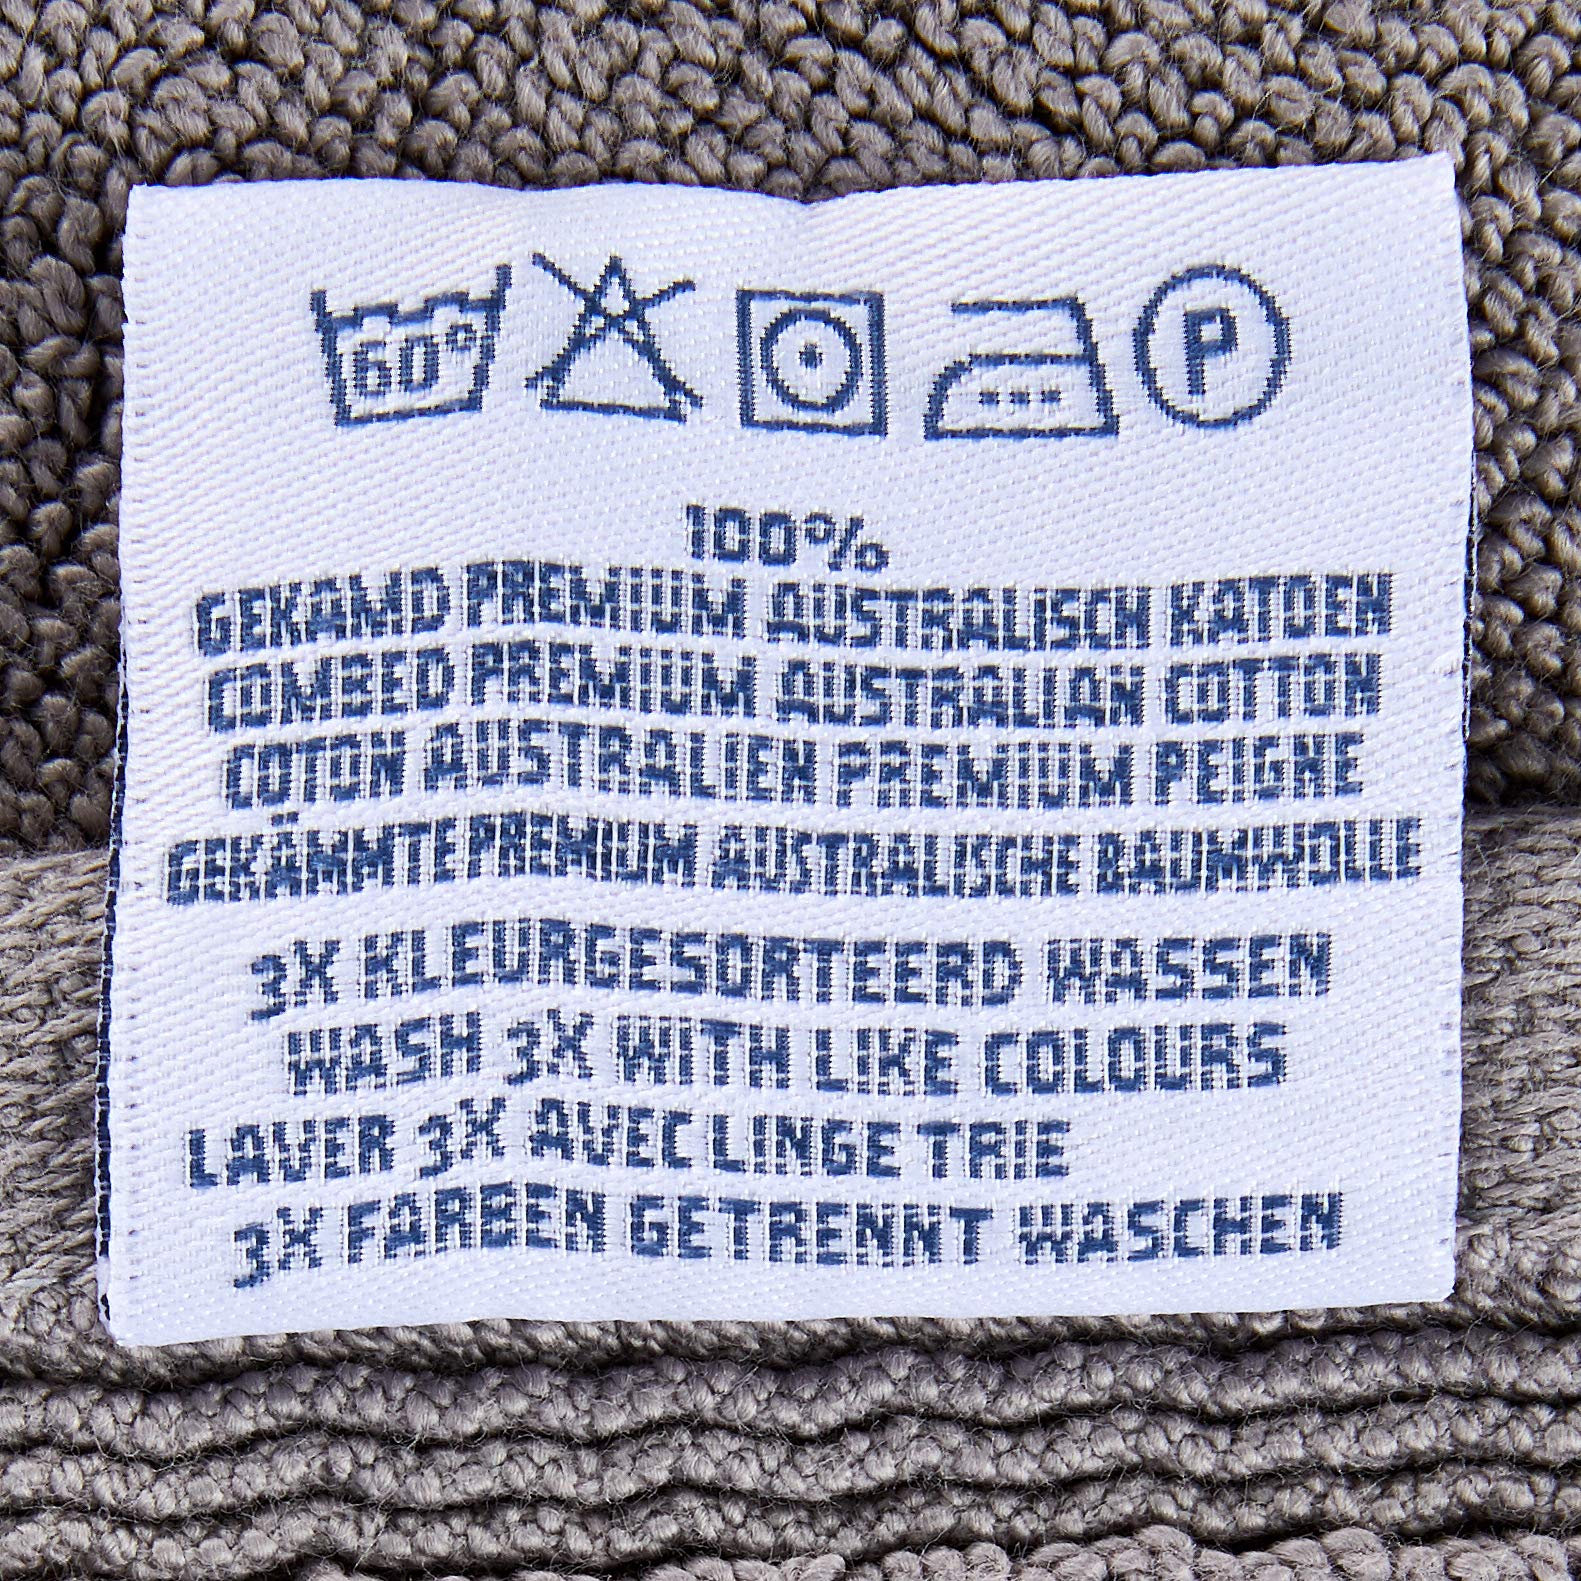 60°
P
100%
GEKAMD PREMIUM AUSTRALISCH KATOEN
COMBED PREMIUM AUSTRALIAN COTTON
COTON AUSTRALIEN PREMIUM PEIGNE
GEKÄMMTE PREMIUM AUSTRALISCHE BAUMWOLLE
3X KLEURGESORTEERD WASSEN
WASH 3X WITH LIKE COLOURS
LAVER 3X AVEC LINGE TRIE
3X FARBEN GETRENNT WASCHEN